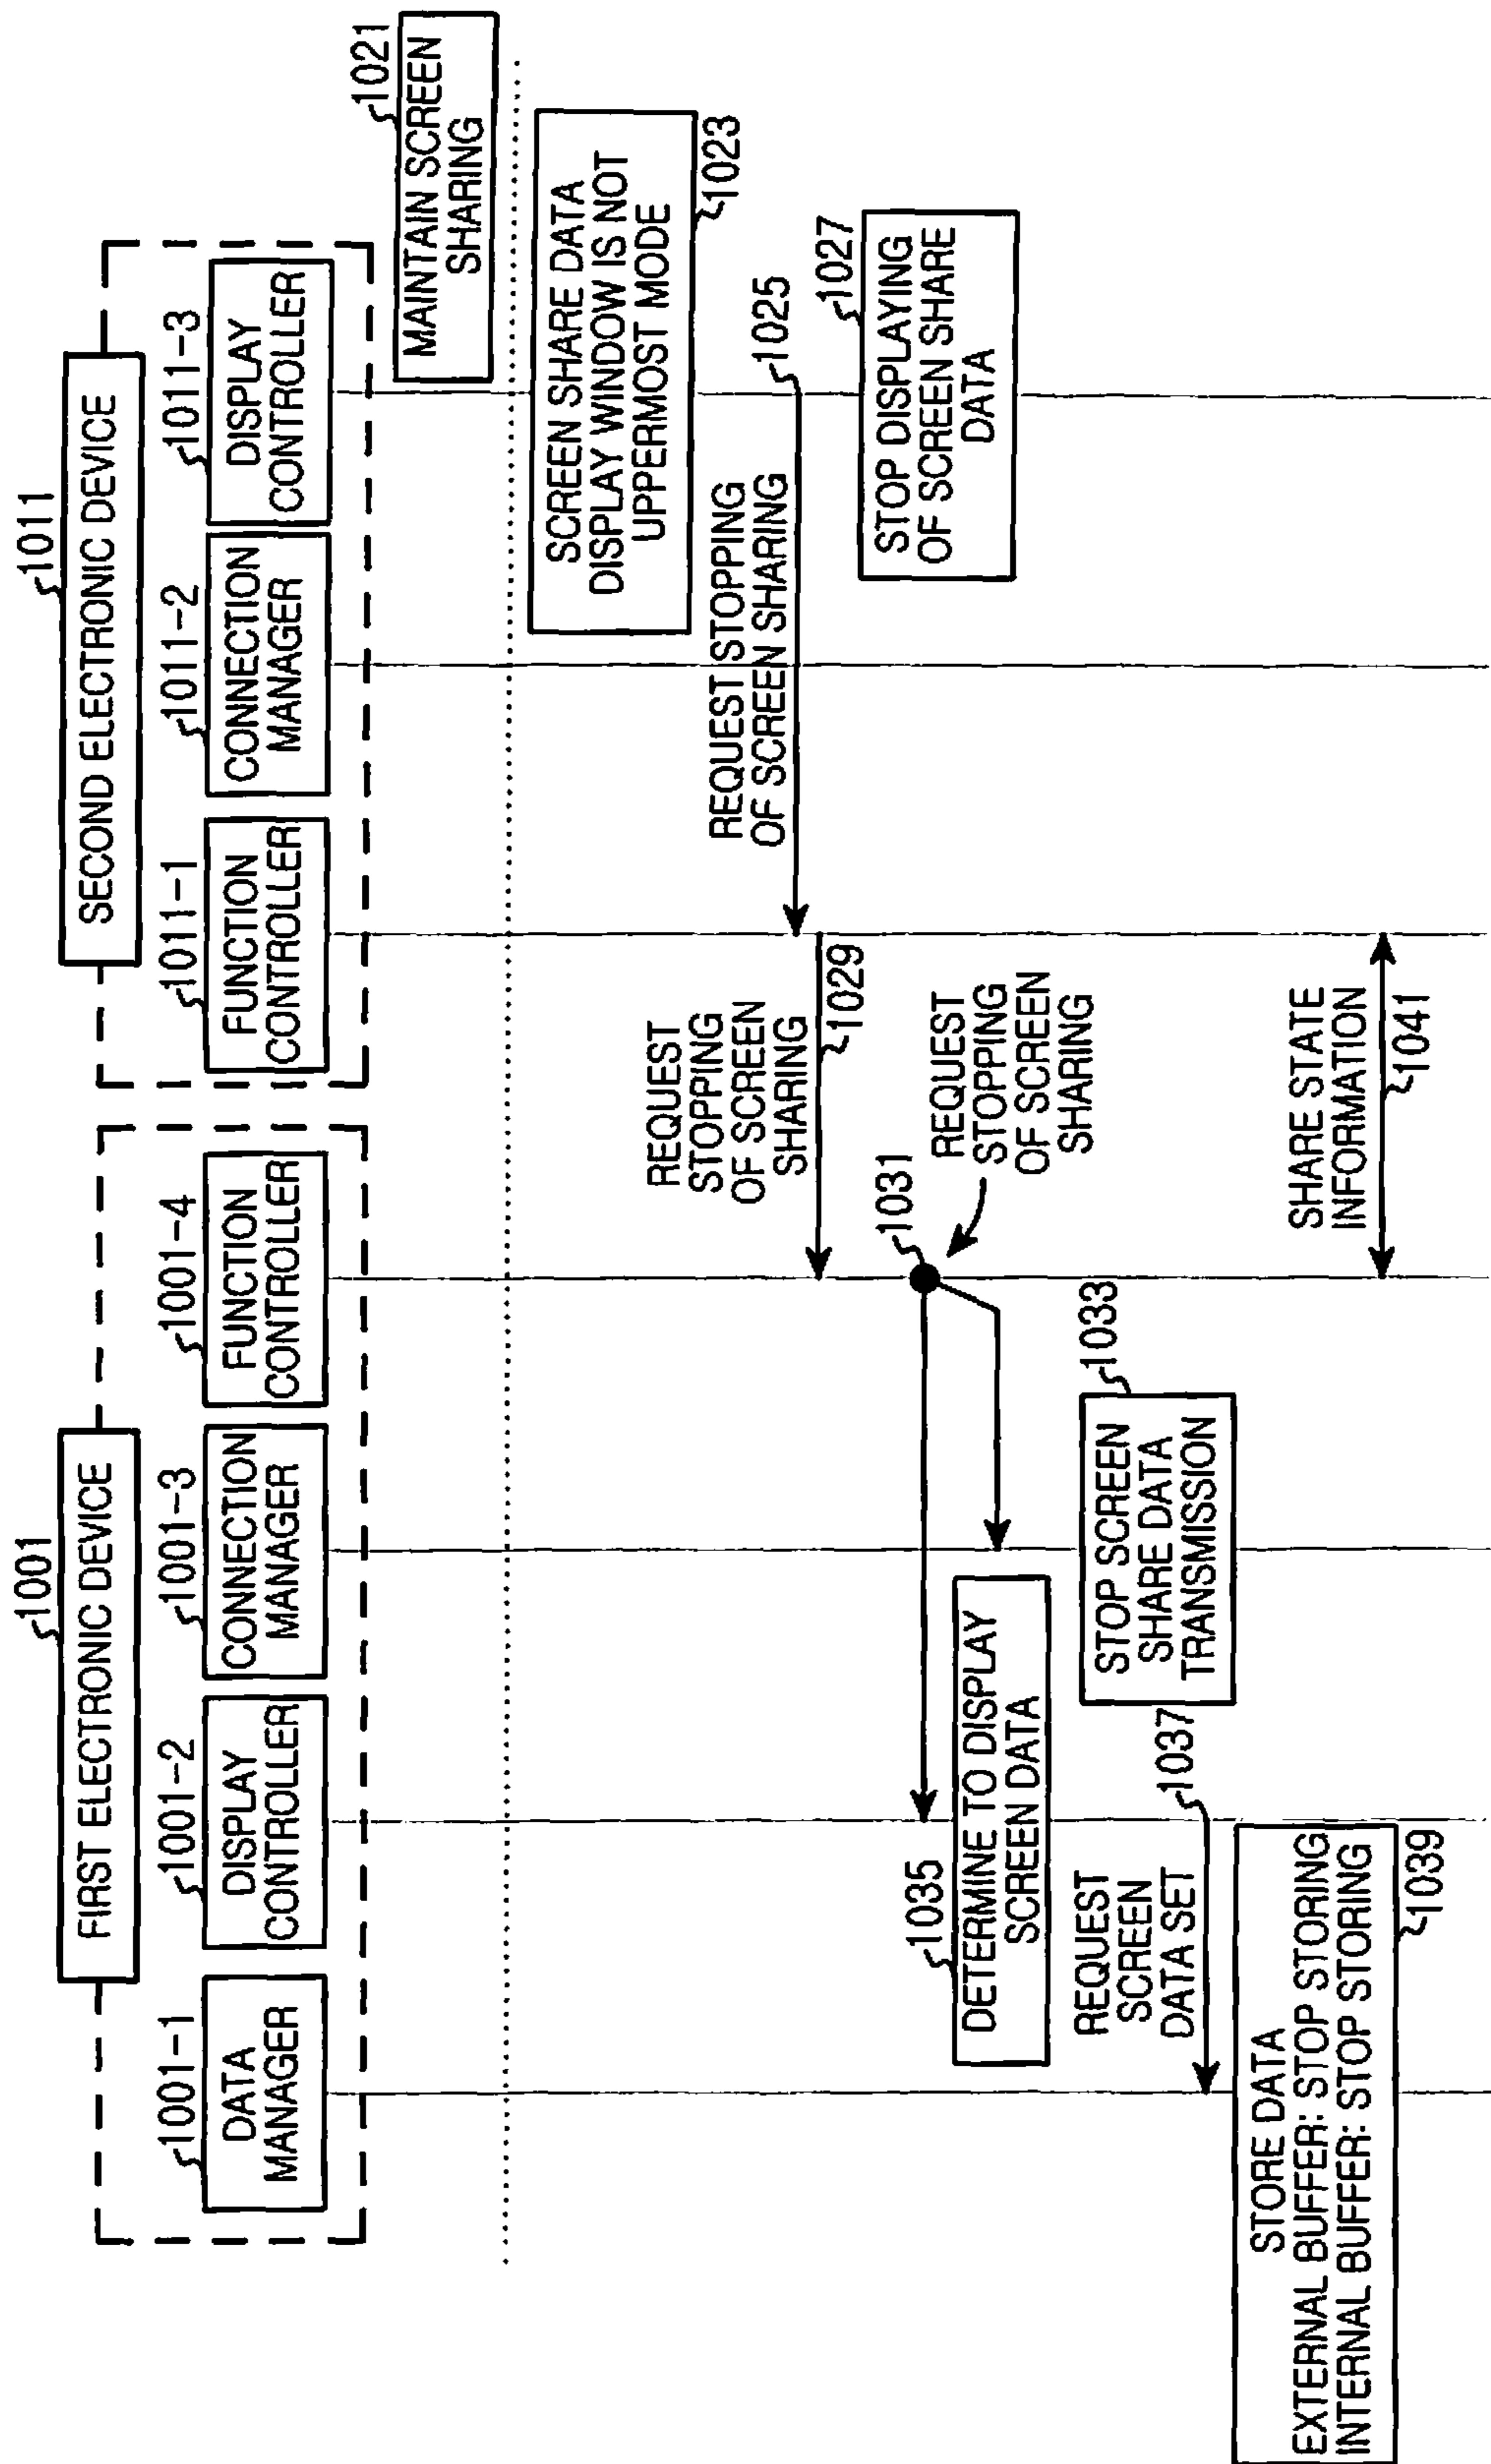 1001
FIRST ELECTRONIC DEVICE
1011
SECOND ELECTRONIC DEVICE
1001-1
DATA
MANAGER
1001-2
DISPLAY
CONTROLLER
1001-3
CONNECTION
MANAGER
1001-4
FUNCTION
CONTROLLER
1011-1
FUNCTION
CONTROLLER
1011-2
CONNECTION
MANAGER
1011-3
DISPLAY
CONTROLLER
1021
MAINTAIN SCREEN
SHARING
SCREEN SHARE DATA
DISPLAY WINDOW IS NOT
UPPERMOST MODE
1023
REQUEST STOPPING
OF SCREEN SHARING
1025
1027
STOP DISPLAYING
OF SCREEN SHARE
DATA
REQUEST
STOPPING
OF SCREEN
SHARING
1029
1031
REQUEST
STOPPING
OF SCREEN
SHARING
1035
DETERMINE TO DISPLAY
SCREEN DATA
1033
STOP SCREEN
SHARE DATA
TRANSMISSION
REQUEST
SCREEN
DATA SET
1037
STORE DATA
EXTERNAL BUFFER: STOP STORING
INTERNAL BUFFER: STOP STORING
1039
SHARE STATE
INFORMATION
1041